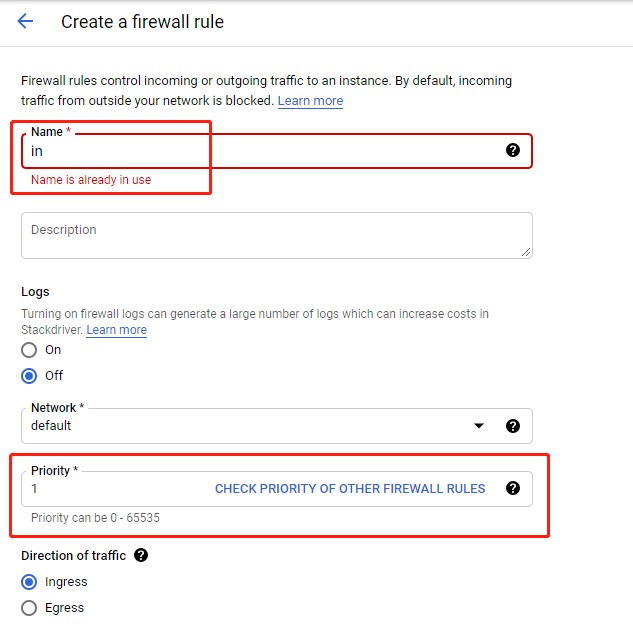 Create a firewall rule
Firewall rules control incoming or outgoing traffic to an instance. By default, incoming
traffic from outside your network is blocked. Learn more
Name *
in
Name is already in use
Description
Logs
Turning on firewall logs can generate a large number of logs which can increase costs in
Stackdriver. Learn more
On
Off
Network *
default
Priority *
1 CHECK PRIORITY OF OTHER FIREWALL RULES
Priority can be 0 - 65535
Direction of traffic
Ingress
Egress